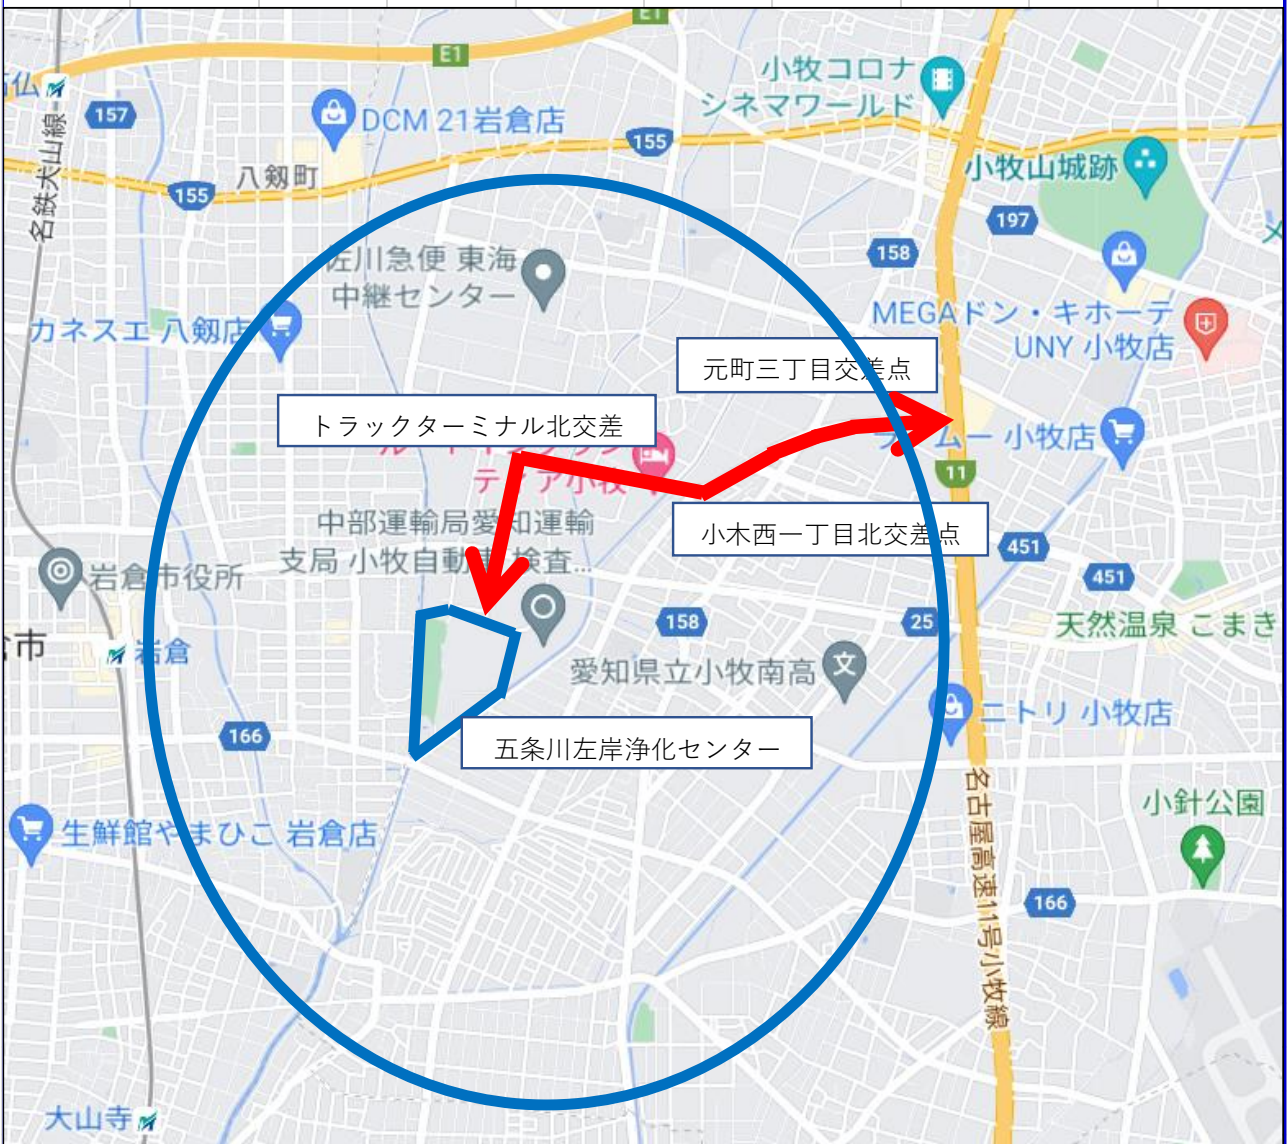 E1
E1
小牧コロナ
シネマワールド
157
DCM 21岩倉店
名鉄犬山線
155
八剱町
155
小牧山城跡
197
158
佐川急便 東海
中継センター
カネスエ 八剱店
MEGAドン・キホーテ
UNY 小牧店
元町三丁目交差点
トラックターミナル北交差
小牧店
ティア小牧
11
中部運輸局愛知運輸
支局 小牧自動車検査...
小木西一丁目北交差点
451
岩倉市役所
451
158
25
天然温泉 こまき
市
岩倉
愛知県立小牧南高
文
166
ニトリ 小牧店
五条川左岸浄化センター
名古屋高速11号小牧線
小針公園
生鮮館やまひこ 岩倉店
166
大山寺